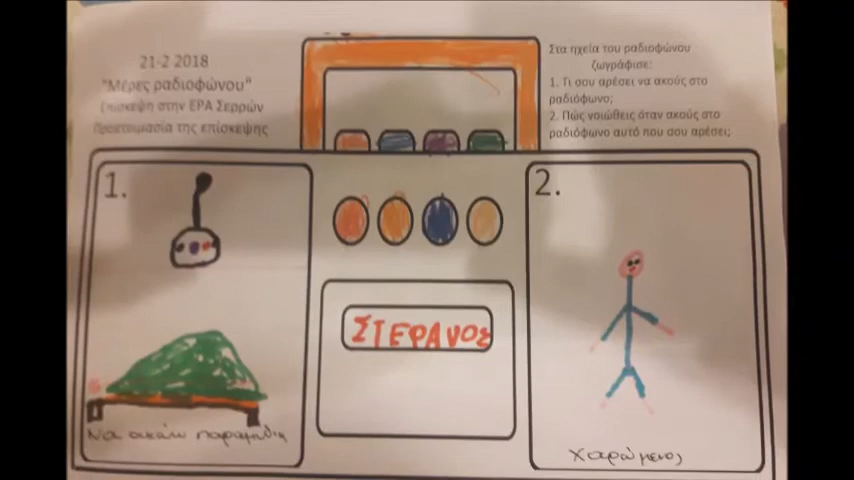 21-2 2018
"Μέρες ραδιοφώνου"
Επίσκεψη στην ΕΡΑ Σερρών
Προετοιμασία της επίσκεψης
Στα ηχεία του ραδιοφώνου
ζωγράφισε:
1. Τι σου αρέσει να ακούς στο
ραδιόφωνο;
2. Πώς νοιώθεις όταν ακούς στο
ραδιόφωνο αυτό που σου αρέσει;
1.
Να ακούω παραμύθια
ΣΤΕΡΑΝΟΣ
2.
Χαρούμενος